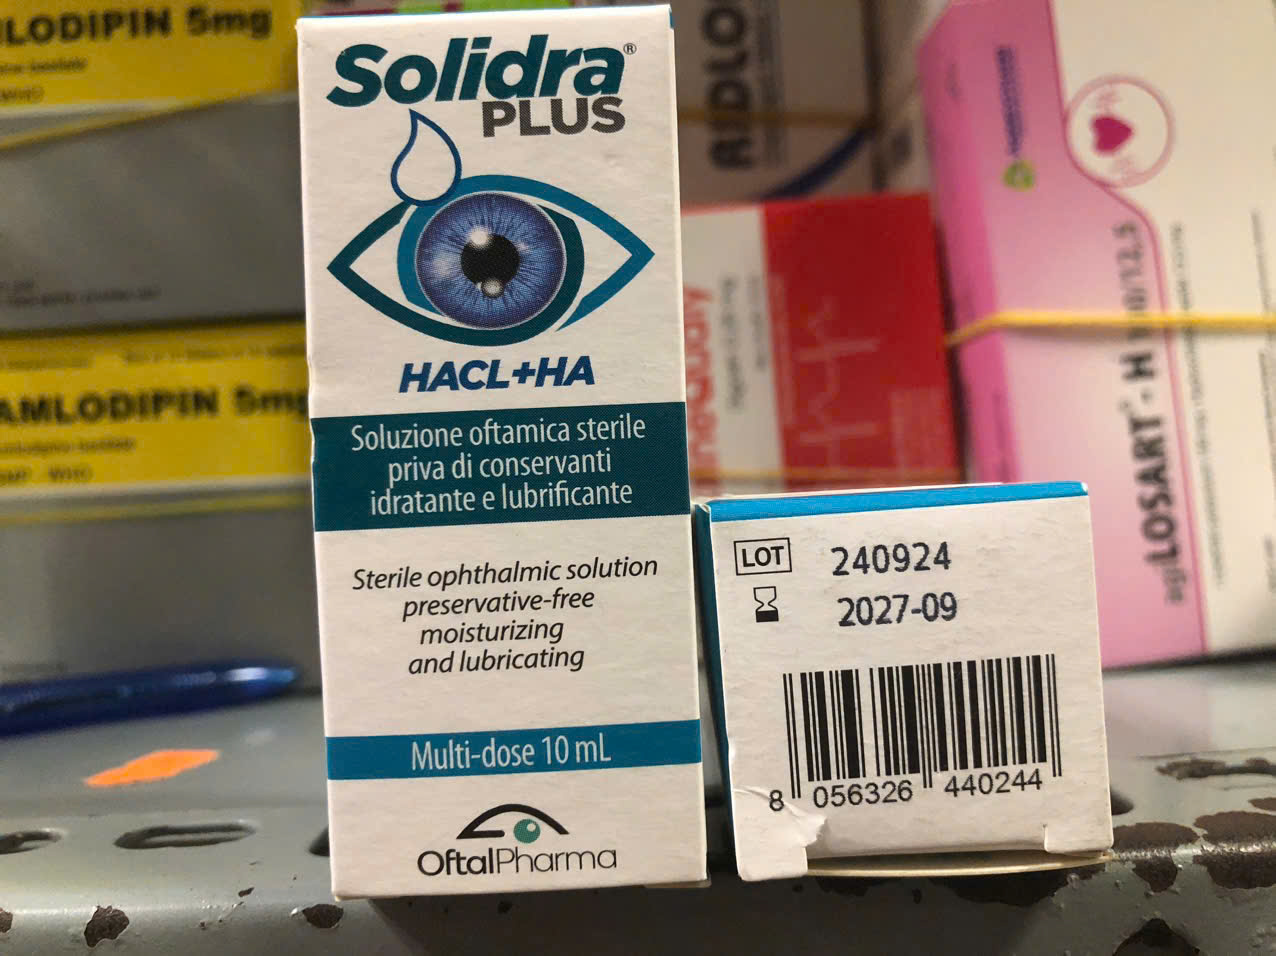 Solidra®
PLUS
HACL+HA
Soluzione oftamica sterile
priva di conservanti
idratante e lubrificante
Sterile ophthalmic solution
preservative-free
moisturizing
and lubricating
Multi-dose 10 mL
OftalPharma
LOT 240924
2027-09
8 056326 440244
LODIPIN 5mg
AMLODIPIN 5mg
LOSART - H